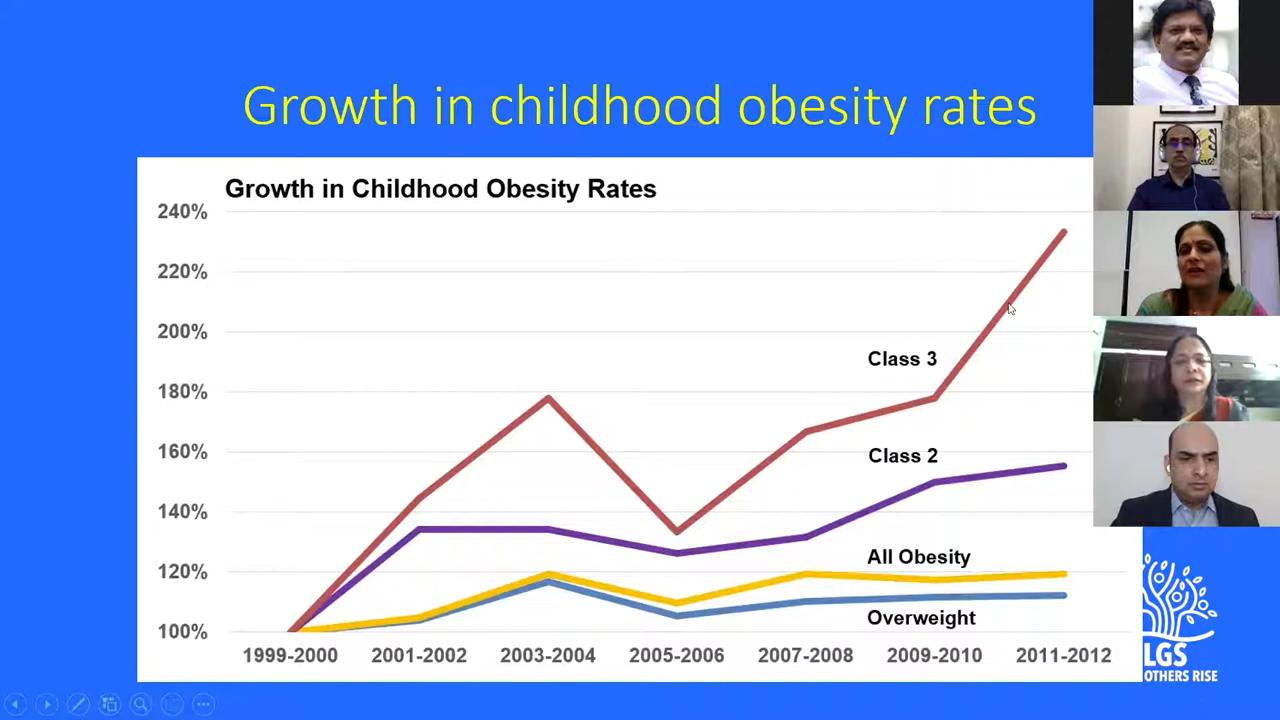 Growth in childhood obesity rates
Growth in Childhood Obesity Rates
240%
220%
200%
180%
160%
140%
120%
100%
Class 3
Class 2
All Obesity
Overweight
1999-2000 2001-2002 2003-2004 2005-2006 2007-2008 2009-2010 2011-2012
LGS
OTHERS RISE